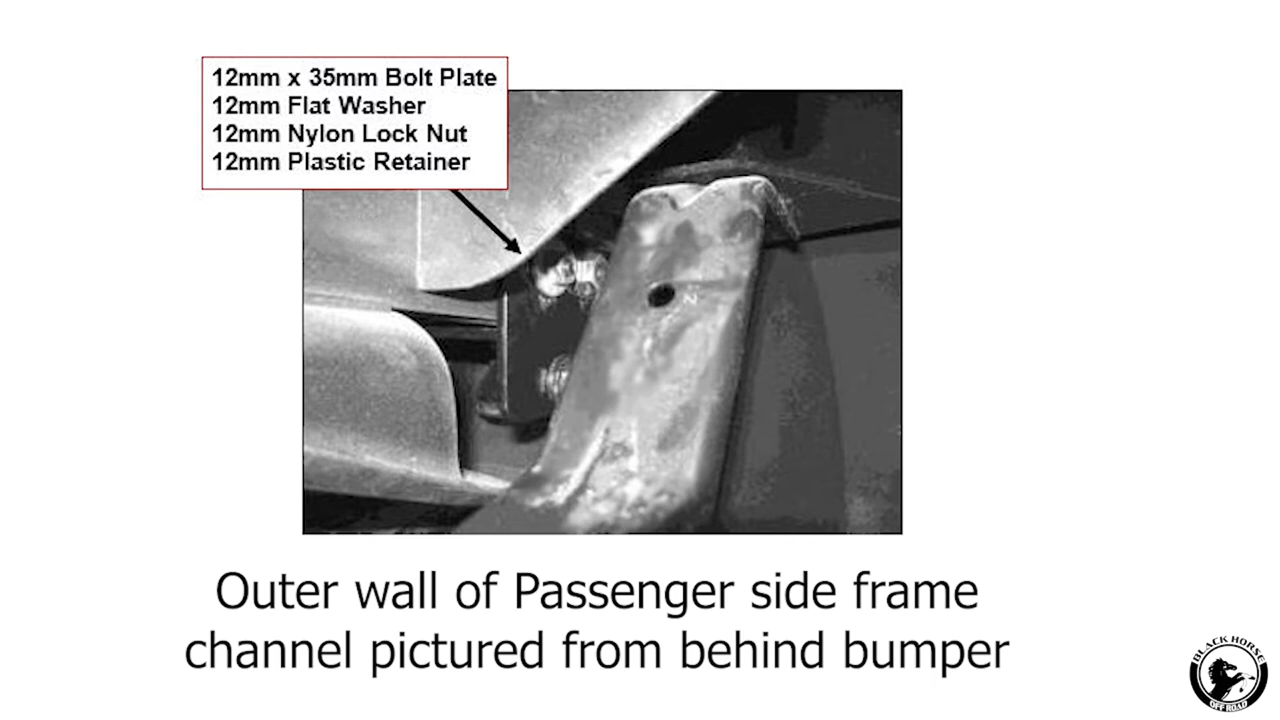 12mm x 35mm Bolt Plate
12mm Flat Washer
12mm Nylon Lock Nut
12mm Plastic Retainer
N
Outer wall of Passenger side frame
channel pictured from behind bumper
BLACK HORSE
OFF ROAD